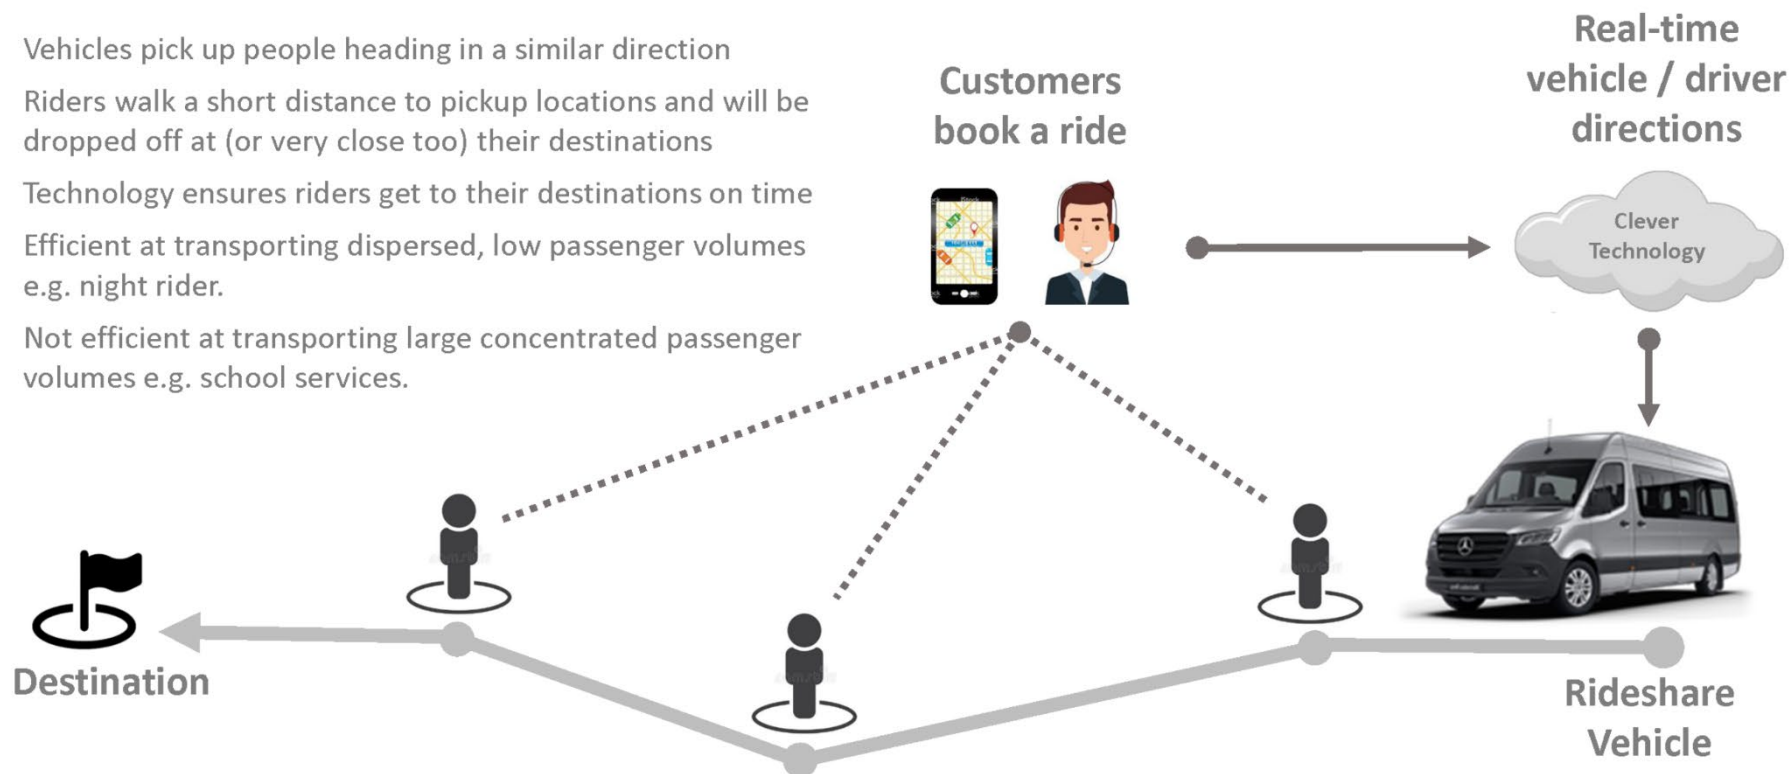 Vehicles pick up people heading in a similar direction
Riders walk a short distance to pickup locations and will be
dropped off at (or very close too) their destinations
Technology ensures riders get to their destinations on time
Efficient at transporting dispersed, low passenger volumes
e.g. night rider.
Not efficient at transporting large concentrated passenger
volumes e.g. school services.
Customers
book a ride
Real-time
vehicle / driver
directions
Clever
Technology
Destination
Rideshare
Vehicle